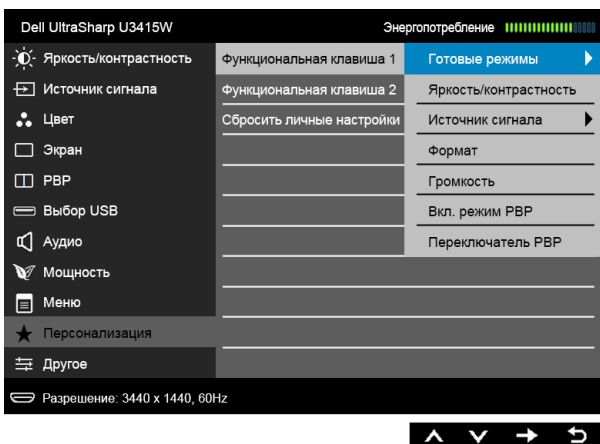 Dell UltraSharp U3415W Энергопотребление
Яркость/контрастность Функциональная клавиша 1 Готовые режимы
Источник сигнала Функциональная клавиша 2 Яркость/контрастность
Цвет Сбросить личные настройки Источник сигнала
Экран Формат
PBP Громкость
Выбор USB Вкл. режим PBP
Аудио Переключатель PBP
Мощность
Меню
Персонализация
Другое
Разрешение: 3440 x 1440, 60Hz